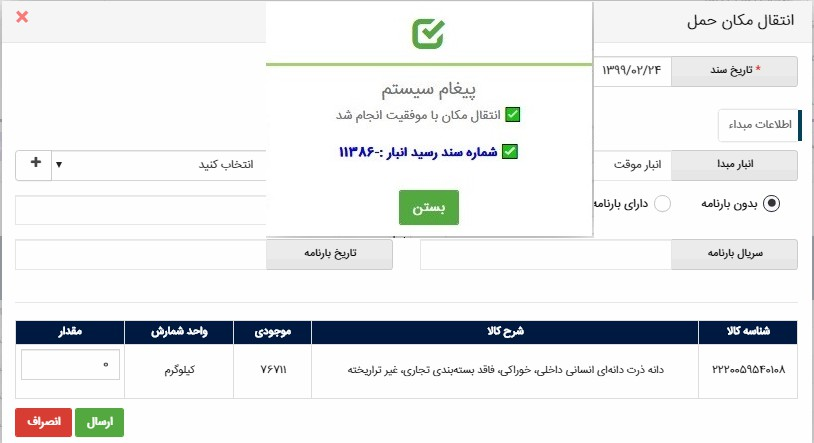 انتقال مکان حمل
* تاریخ سند
۱۳۹۹/۰۲/۲۴
پیغام سیستم
انتقال مکان با موفقیت انجام شد
شماره سند رسید انبار :-۱۱۳۸۶
بستن
اطلاعات مبداء
انبار مبدا
انبار موقت
انتخاب کنید
+
بدون بارنامه
دارای بارنامه
سریال بارنامه
تاریخ بارنامه
شناسه کالا شرح کالا موجودی واحد شمارش مقدار
۲۲۲۰۰۵۹۵۴۰۱۰۸ دانه ذرت دانه‌ای انسانی داخلی، خوراکی، فاقد بسته‌بندی تجاری، غیر تراریخته ۷۶۷۱۱ کیلوگرم ۰
ارسال
انصراف